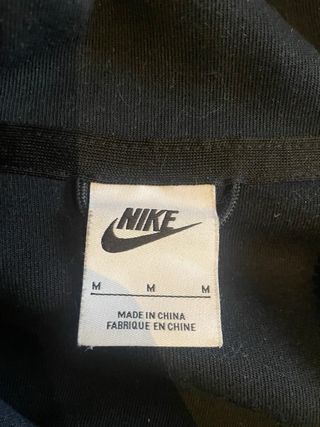 NIKE
M M M
MADE IN CHINA
FABRIQUE EN CHINE